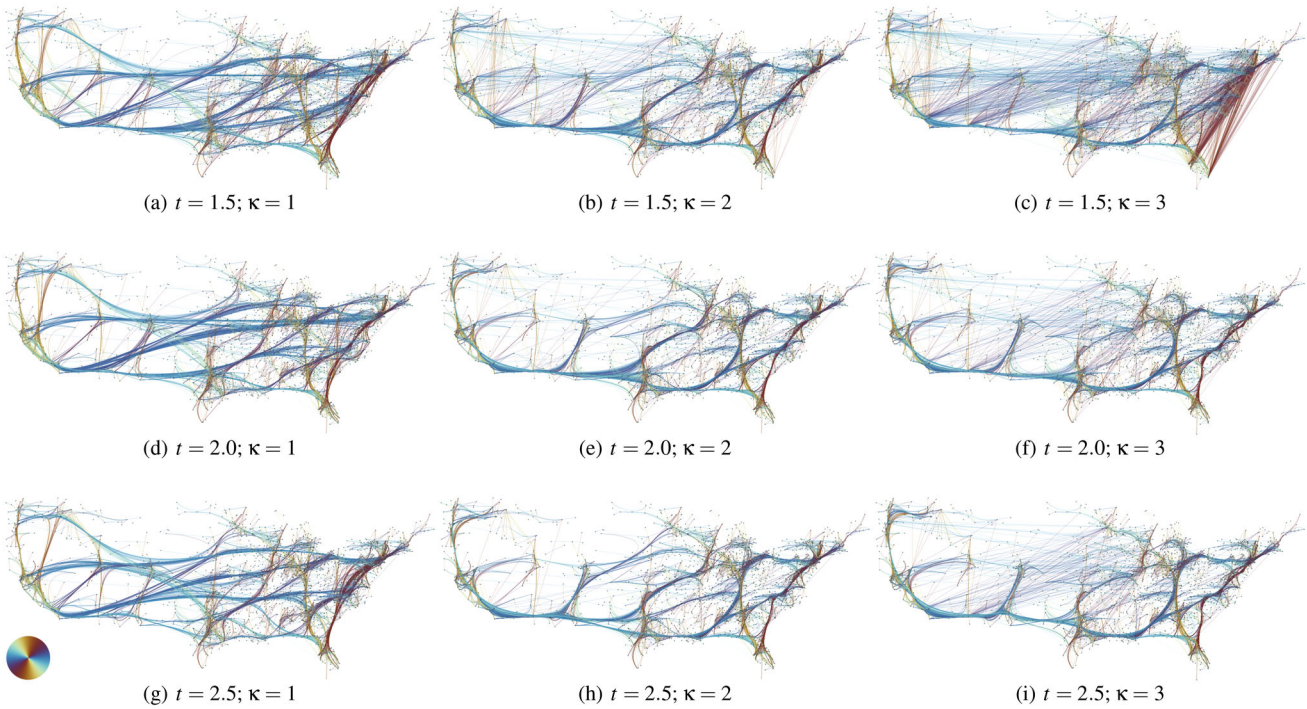 (a) t = 1.5; κ = 1
(b) t = 1.5; κ = 2
(c) t = 1.5; κ = 3
(d) t = 2.0; κ = 1
(e) t = 2.0; κ = 2
(f) t = 2.0; κ = 3
(g) t = 2.5; κ = 1
(h) t = 2.5; κ = 2
(i) t = 2.5; κ = 3